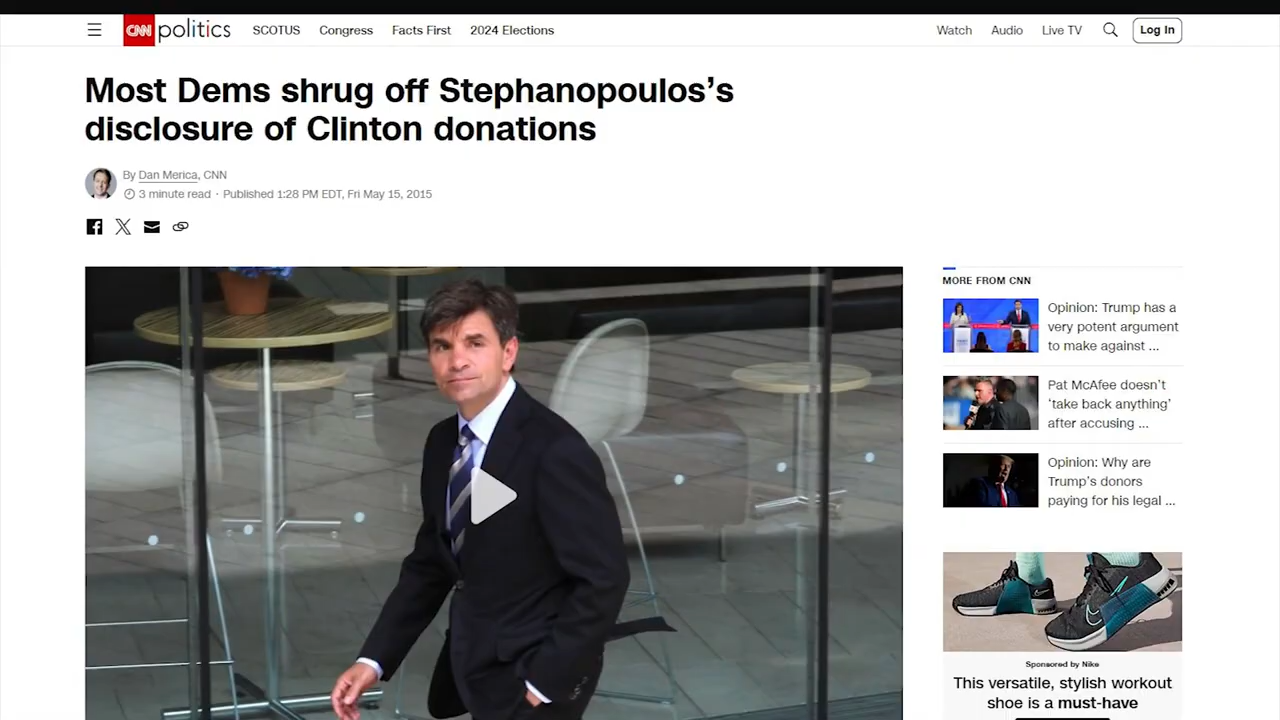 CNN politics SCOTUS Congress Facts First 2024 Elections Watch Audio Live TV Log In
Most Dems shrug off Stephanopoulos’s
disclosure of Clinton donations
By Dan Merica, CNN
3 minute read · Published 1:28 PM EDT, Fri May 15, 2015
MORE FROM CNN
Opinion: Trump has a
very potent argument
to make against ...
Pat McAfee doesn’t
‘take back anything’
after accusing ...
Opinion: Why are
Trump’s donors
paying for his legal ...
Sponsored by Nike
This versatile, stylish workout
shoe is a must-have